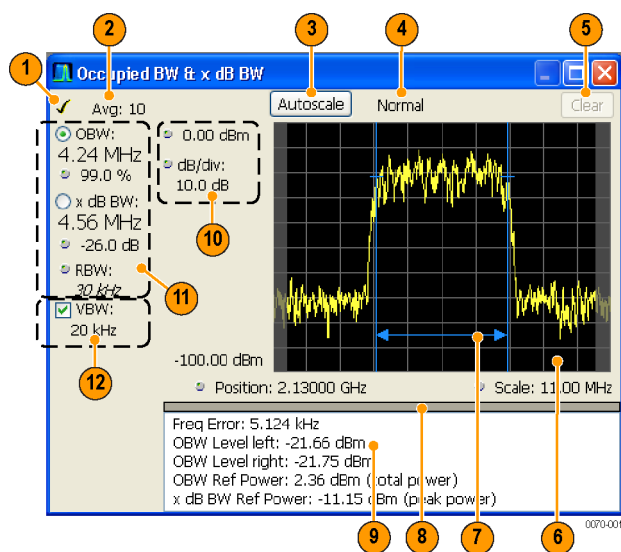 2
3
4
5
1
Occupied BW & x dB BW
Avg: 10
Autoscale
Normal
Clear
OBW:
4.24 MHz
99.0 %
x dB BW:
4.56 MHz
-26.0 dB
RBW:
30 kHz
VBW:
20 kHz
0.00 dBm
dB/div:
10.0 dB
10
11
12
-100.00 dBm
Position: 2.13000 GHz
Scale: 11.00 MHz
Freq Error: 5.124 kHz
OBW Level left: -21.66 dBm
OBW Level right: -21.75 dBm
OBW Ref Power: 2.36 dBm (total power)
x dB BW Ref Power: -11.15 dBm (peak power)
9
8
7
6
0070-001